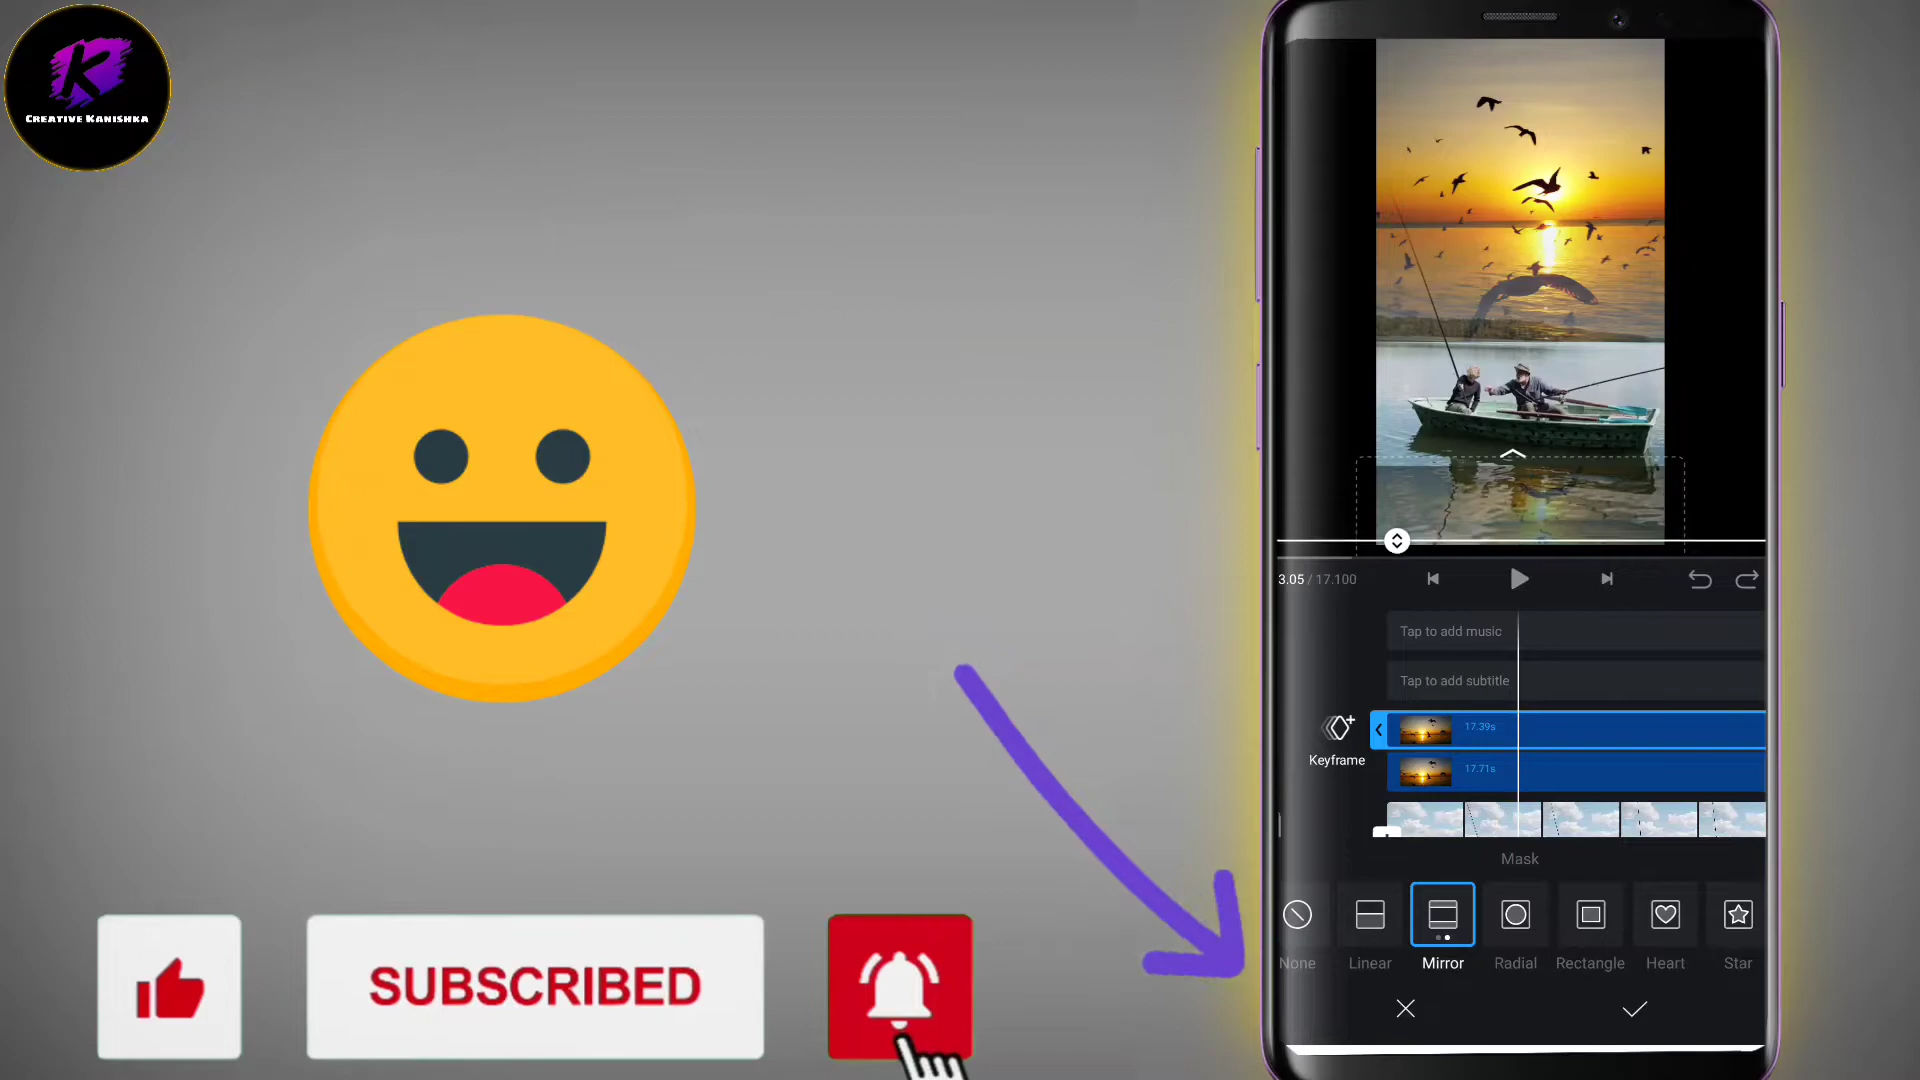 K
CREATIVE KANISHKA
3.05 / 17.100
Tap to add music
Tap to add subtitle
17.39s
Keyframe
17.71s
Mask
None Linear Mirror Radial Rectangle Heart Star
SUBSCRIBED